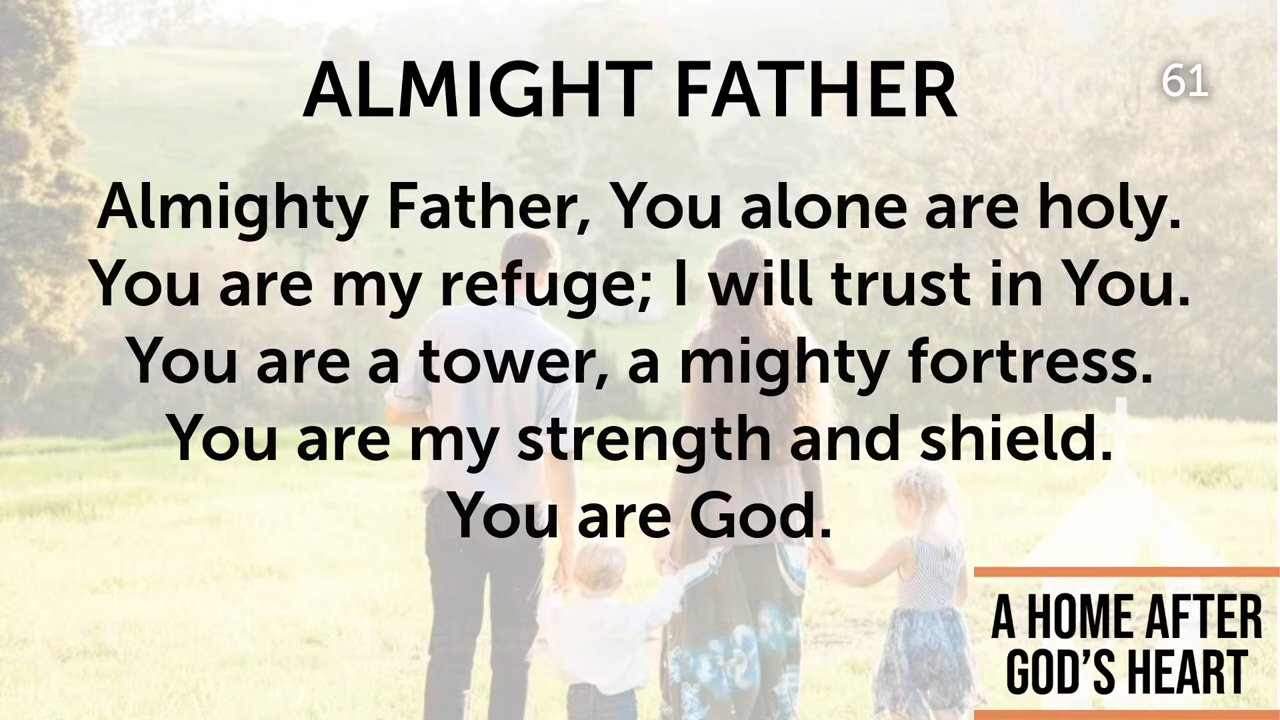 ALMIGHT FATHER
61
Almighty Father, You alone are holy.
You are my refuge; I will trust in You.
You are a tower, a mighty fortress.
You are my strength and shield.
You are God.
A HOME AFTER
GOD'S HEART